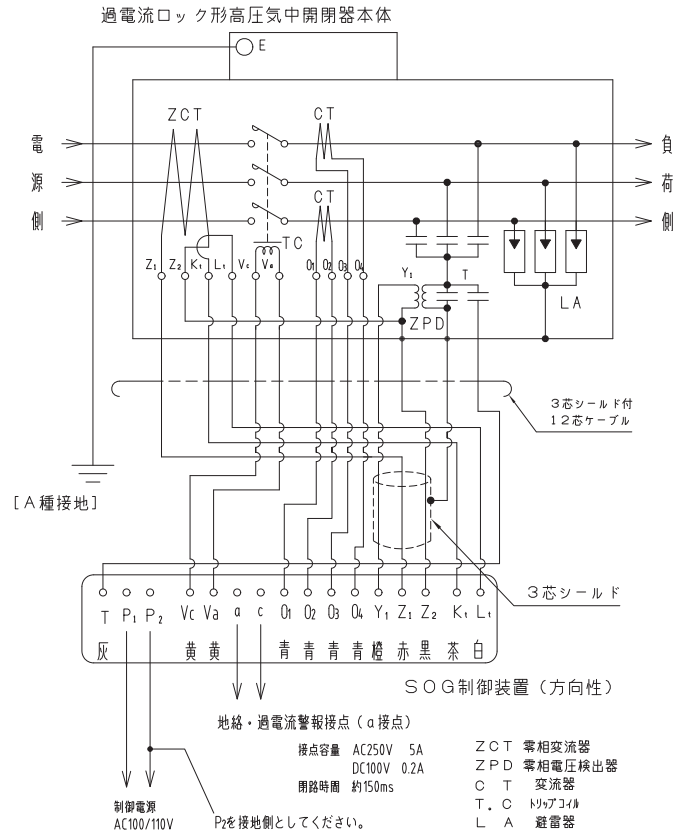 過電流ロック形高圧気中開閉器本体
E
ZCT
CT
電
源
側
負
荷
側
CT
TC
Z₁ Z₂ K₁ L₁ Vc Va O₁ O₂ O₃ O₄
Y₁
T
ZPD
LA
3芯シールド付
12芯ケーブル
[A種接地]
3芯シールド
T P₁ P₂ Vc Va a c O₁ O₂ O₃ O₄ Y₁ Z₁ Z₂ K₁ L₁
灰 黄 黄 青 青 青 青 橙 赤 黒 茶 白
SOG制御装置(方向性)
地絡・過電流警報接点(a接点)
接点容量 AC250V 5A
DC100V 0.2A
閉路時間 約150ms
制御電源
AC100/110V
P₂を接地側としてください。
ZCT 零相変流器
ZPD 零相電圧検出器
C T 変流器
T.C トリップコイル
L A 避雷器